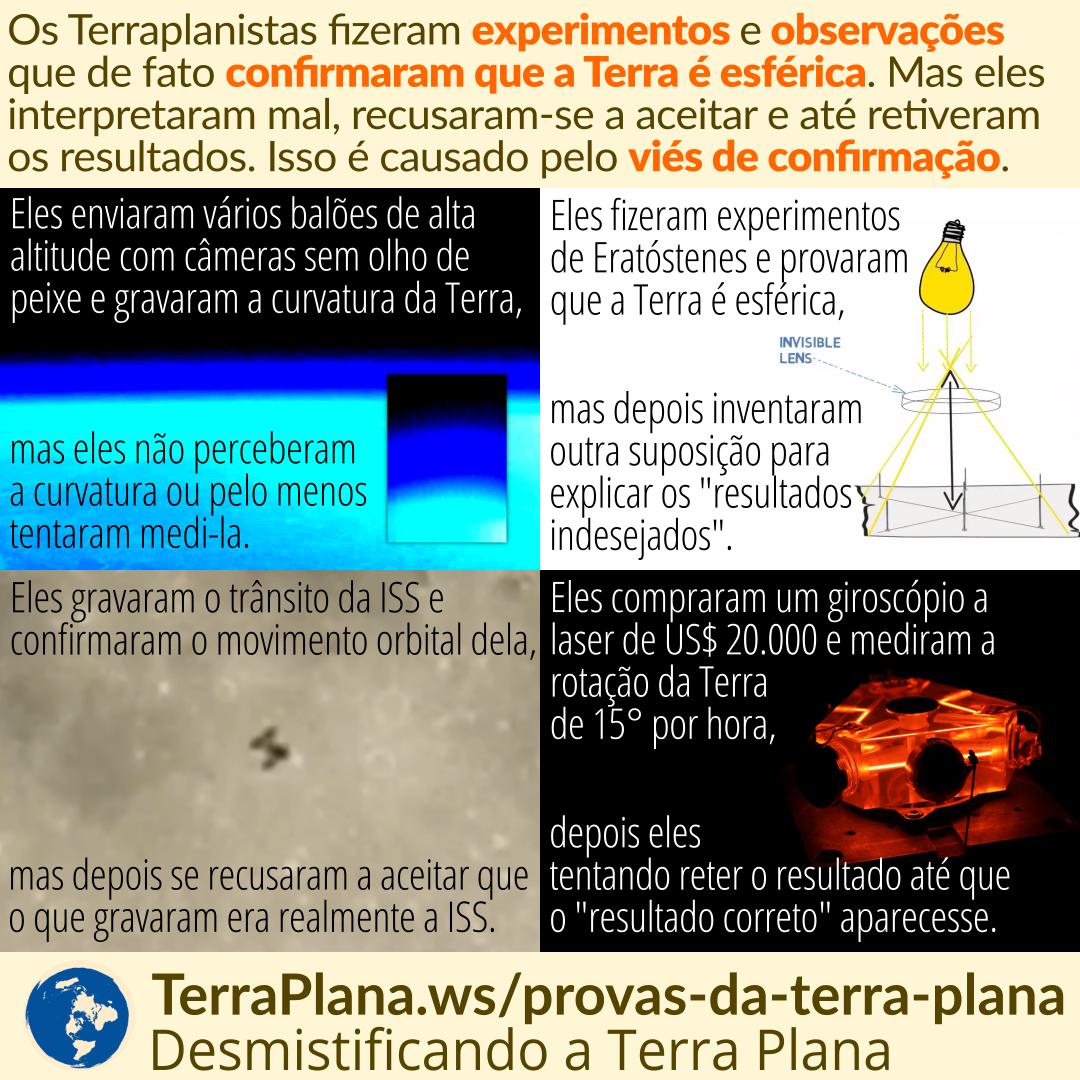 Os Terraplanistas fizeram experimentos e observações
que de fato confirmaram que a Terra é esférica. Mas eles
interpretaram mal, recusaram-se a aceitar e até retiveram
os resultados. Isso é causado pelo viés de confirmação.
Eles enviaram vários balões de alta
altitude com câmeras sem olho de
peixe e gravaram a curvatura da Terra,
mas eles não perceberam
a curvatura ou pelo menos
tentaram medi-la.
Eles fizeram experimentos
de Eratóstenes e provaram
que a Terra é esférica,
INVISIBLE
LENS
mas depois inventaram
outra suposição para
explicar os "resultados
indesejados".
Eles gravaram o trânsito da ISS e
confirmaram o movimento orbital dela,
mas depois se recusaram a aceitar que
o que gravaram era realmente a ISS.
Eles compraram um giroscópio a
laser de US$ 20.000 e mediram a
rotação da Terra
de 15° por hora,
depois eles
tentando reter o resultado até que
o "resultado correto" aparecesse.
TerraPlana.ws/provas-da-terra-plana
Desmistificando a Terra Plana